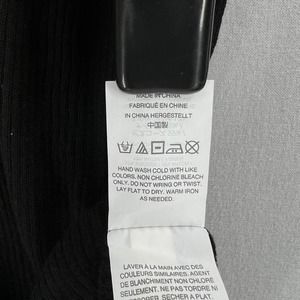 MADE IN CHINA
FABRIQUÉ EN CHINE
IN CHINA HERGESTELLT
中国製
HAND WASH COLD WITH LIKE
COLORS. NON CHLORINE BLEACH
ONLY. DO NOT WRING OR TWIST.
LAY FLAT TO DRY. WARM IRON
AS NEEDED.
LAVER À LA MAIN AVEC DES
COULEURS SIMILAIRES. AGENT
DE BLANCHIMENT NON CHLORÉ
SEULEMENT. NE PAS TORDRE NI